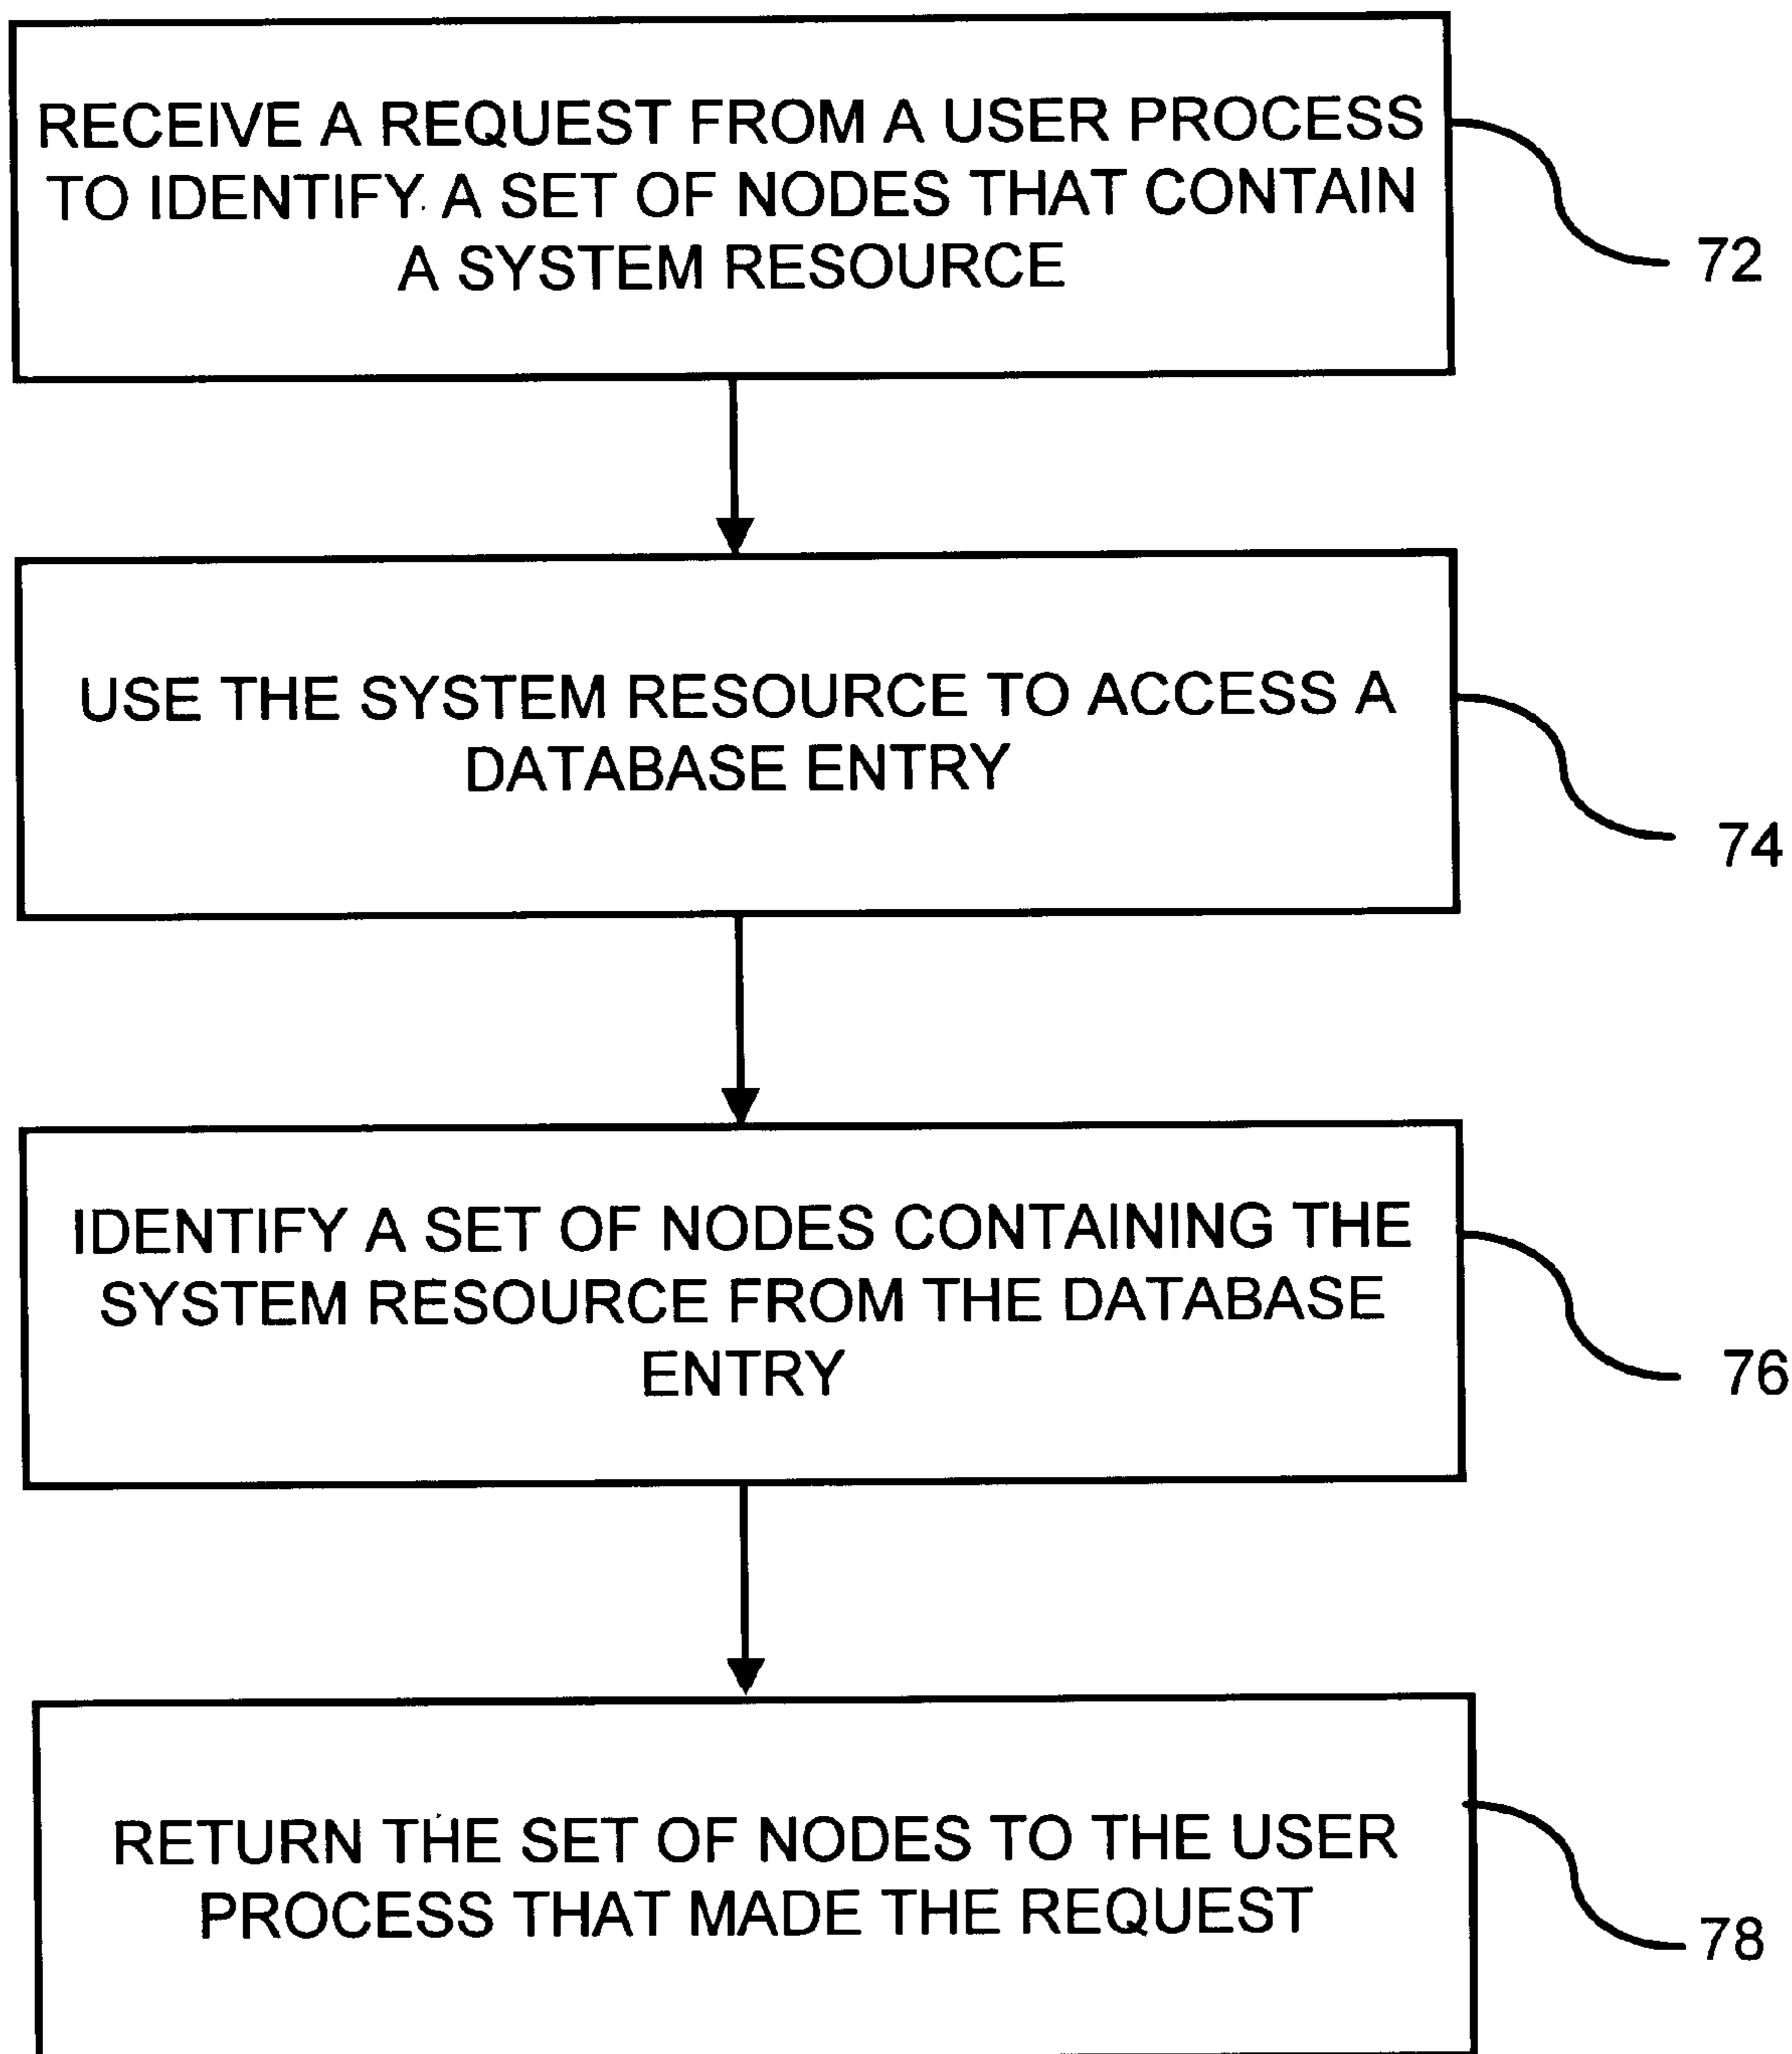 RECEIVE A REQUEST FROM A USER PROCESS
TO IDENTIFY A SET OF NODES THAT CONTAIN
A SYSTEM RESOURCE
72
USE THE SYSTEM RESOURCE TO ACCESS A
DATABASE ENTRY
74
IDENTIFY A SET OF NODES CONTAINING THE
SYSTEM RESOURCE FROM THE DATABASE
ENTRY
76
RETURN THE SET OF NODES TO THE USER
PROCESS THAT MADE THE REQUEST
78